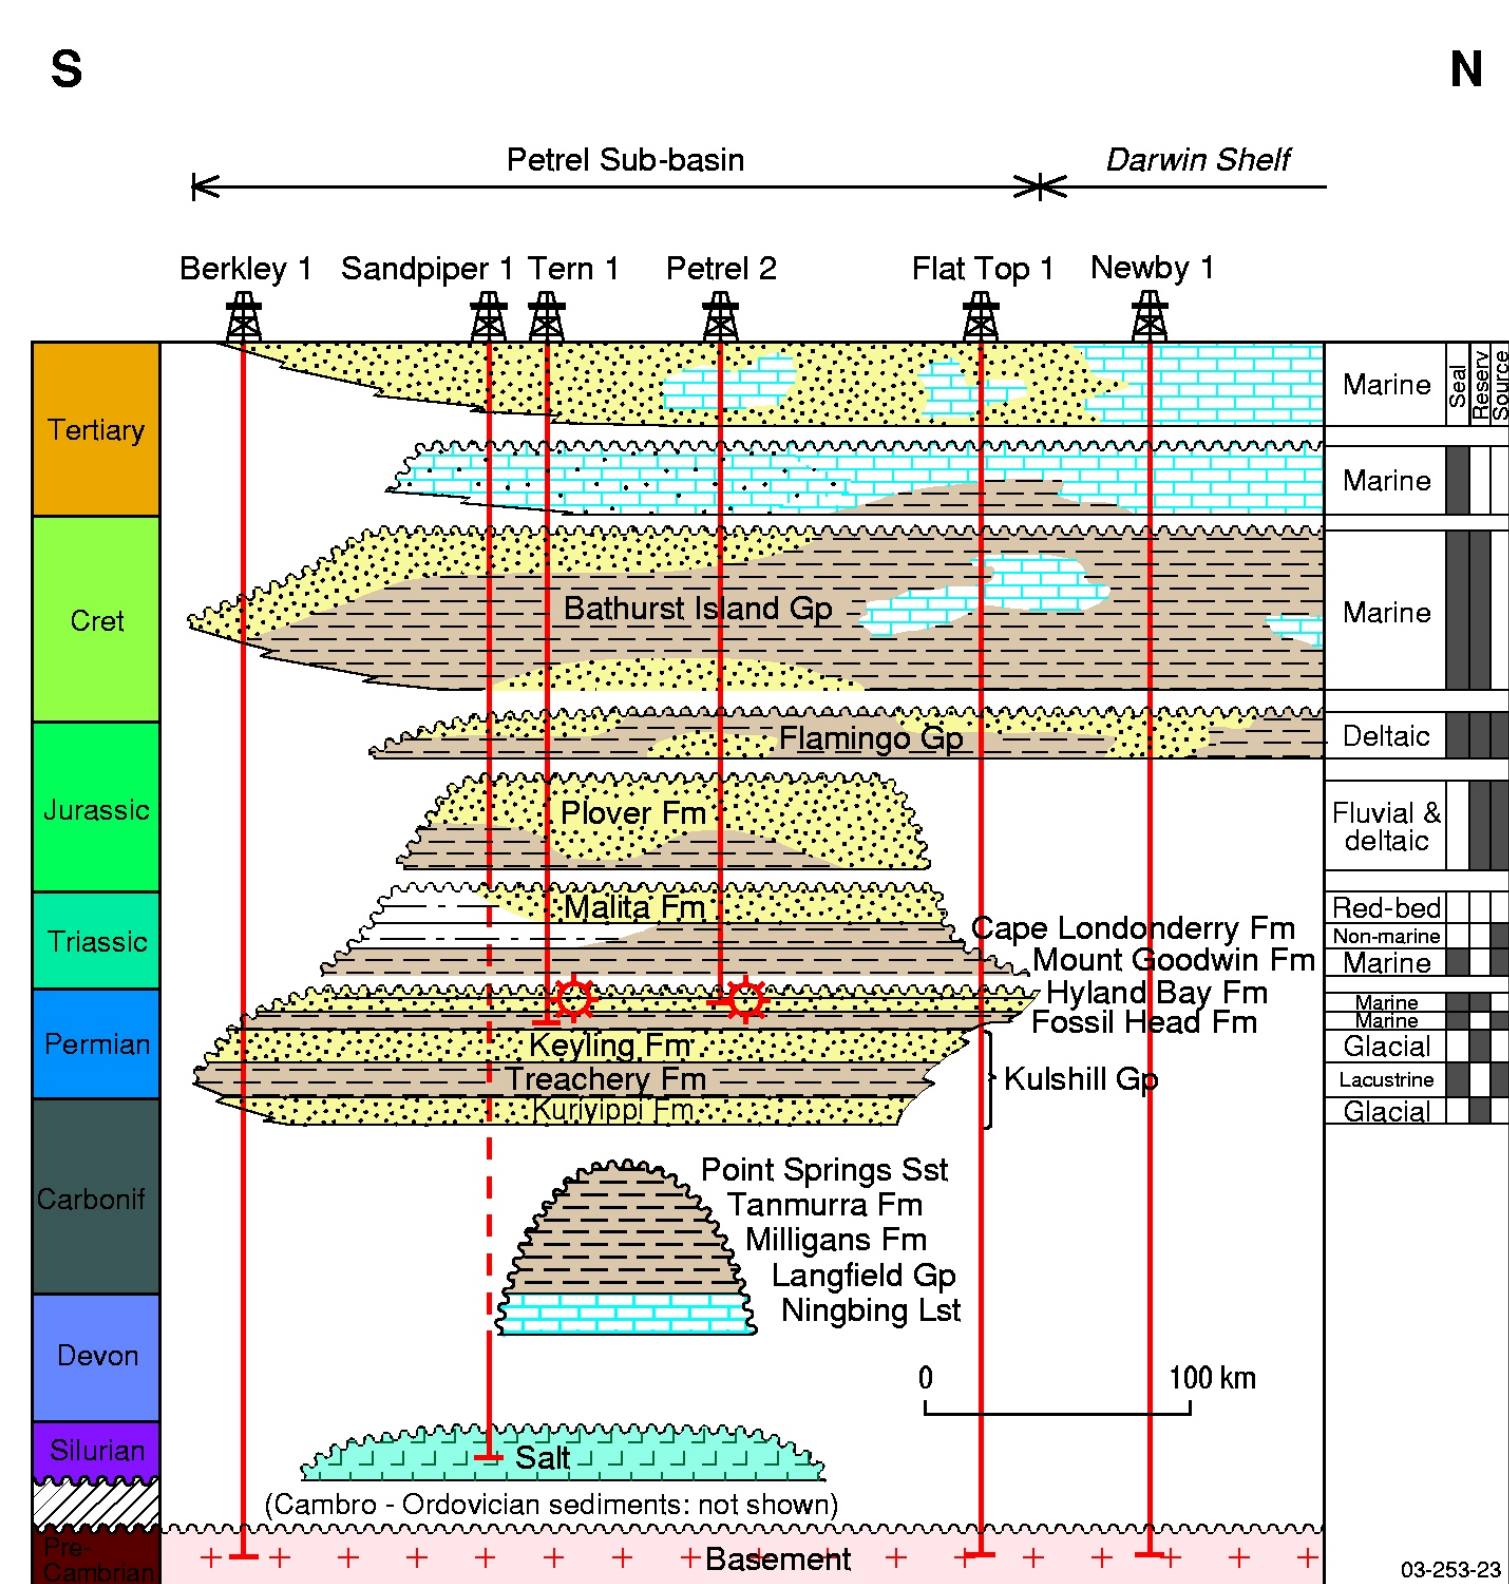 S
N
Petrel Sub-basin
Darwin Shelf
Berkley 1
Sandpiper 1
Tern 1
Petrel 2
Flat Top 1
Newby 1
Tertiary
Marine
Seal
Reserv
Source
Marine
Cret
Bathurst Island Gp
Marine
Flamingo Gp
Deltaic
Jurassic
Plover Fm
Fluvial &
deltaic
Triassic
Malita Fm
Cape Londonderry Fm
Mount Goodwin Fm
Red-bed
Non-marine
Marine
Permian
Hyland Bay Fm
Fossil Head Fm
Keyling Fm
Treachery Fm
Kuriyippi Fm
Kulshill Gp
Marine
Marine
Glacial
Lacustrine
Glacial
Carbonif
Point Springs Sst
Tanmurra Fm
Milligans Fm
Langfield Gp
Ningbing Lst
Devon
0
100 km
Silurian
Salt
(Cambro - Ordovician sediments: not shown)
Pre-
Cambrian
Basement
03-253-23